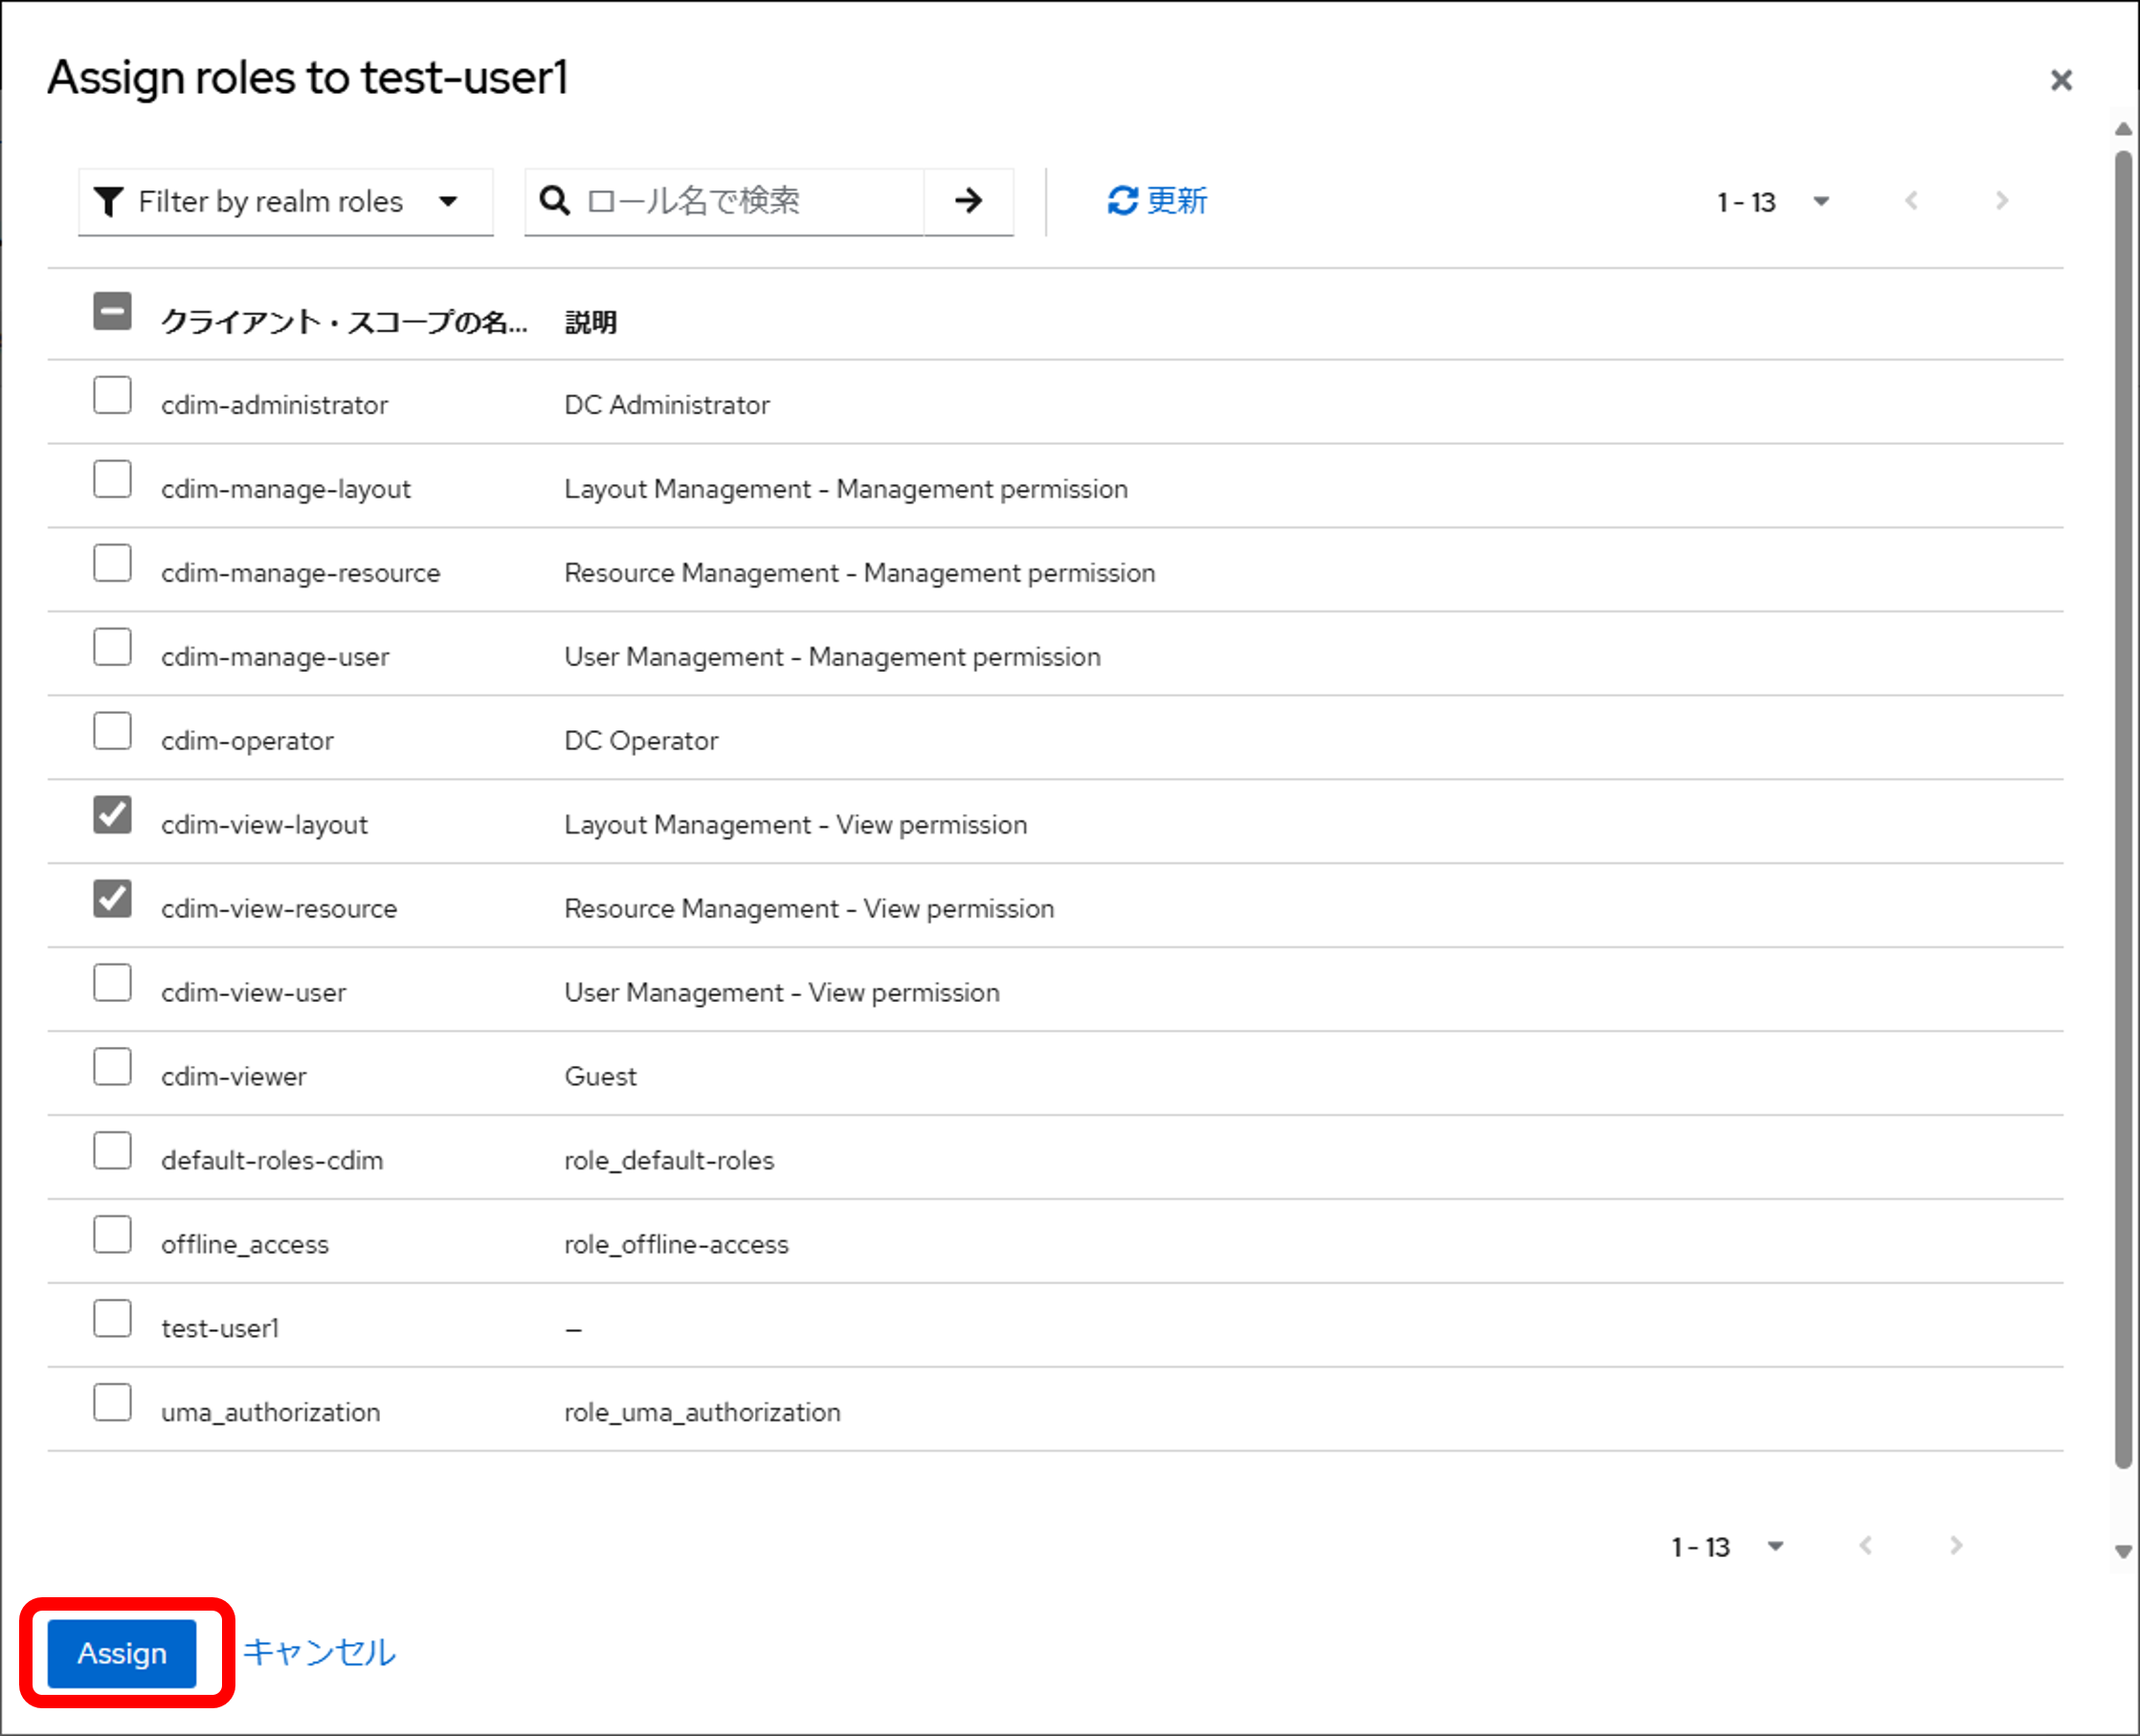 Assign roles to test-user1
Filter by realm roles ロール名で検索 更新 1 - 13
クライアント・スコープの名... 説明
cdim-administrator DC Administrator
cdim-manage-layout Layout Management - Management permission
cdim-manage-resource Resource Management - Management permission
cdim-manage-user User Management - Management permission
cdim-operator DC Operator
cdim-view-layout Layout Management - View permission
cdim-view-resource Resource Management - View permission
cdim-view-user User Management - View permission
cdim-viewer Guest
default-roles-cdim role_default-roles
offline_access role_offline-access
test-user1 –
uma_authorization role_uma_authorization
1 - 13
Assign キャンセル